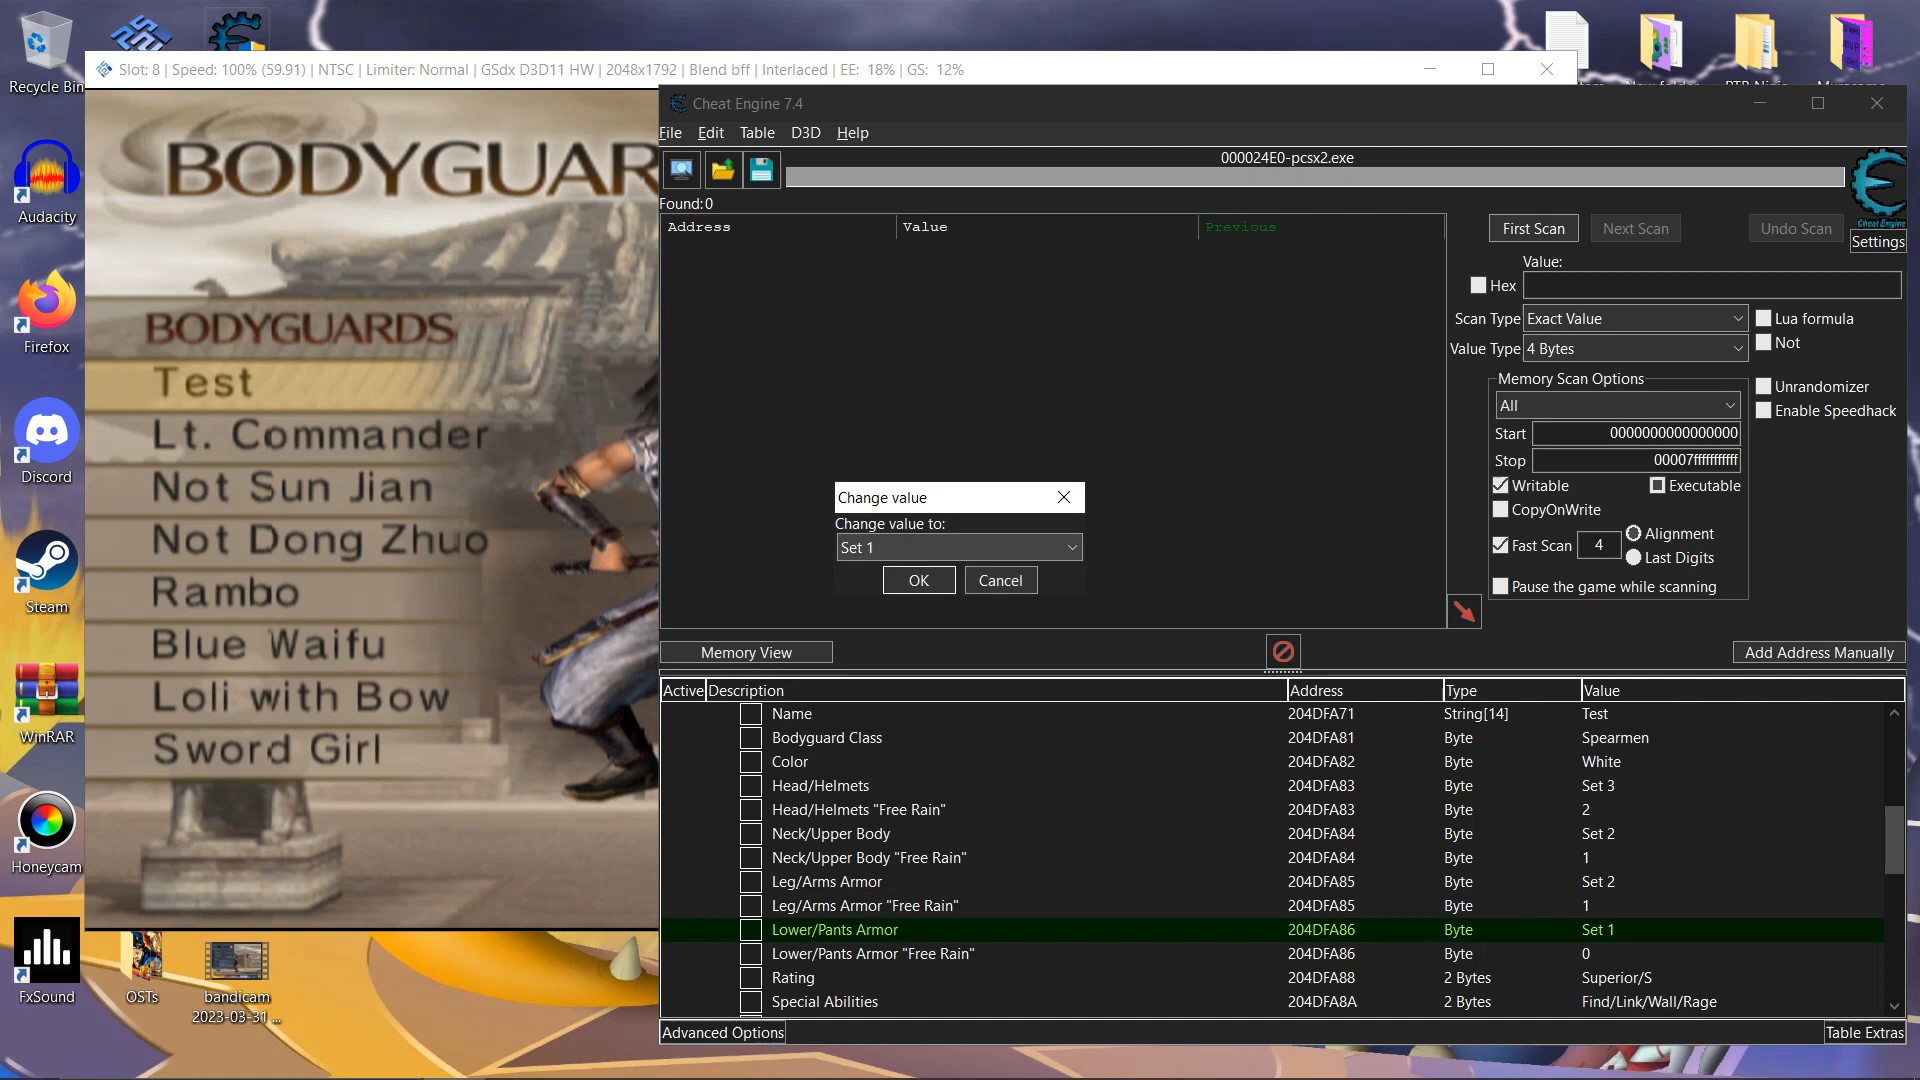 Recycle Bin
Audacity
Firefox
Discord
Steam
WinRAR
Honeycam
FxSound
OSTs
bandicam
2023-03-31 ...
Slot: 8 | Speed: 100% (59.91) | NTSC | Limiter: Normal | GSdx D3D11 HW | 2048x1792 | Blend bff | Interlaced | EE: 18% | GS: 12%
BODYGUAR
BODYGUARDS
Test
Lt. Commander
Not Sun Jian
Not Dong Zhuo
Rambo
Blue Waifu
Loli with Bow
Sword Girl
Cheat Engine 7.4
File Edit Table D3D Help
000024E0-pcsx2.exe
Found:0
Address Value Previous
First Scan Next Scan Undo Scan
Cheat Engine
Settings
Value:
Hex
Scan Type Exact Value Lua formula
Not
Value Type 4 Bytes
Memory Scan Options
All
Unrandomizer
Enable Speedhack
Start 0000000000000000
Stop 00007fffffffffff
Writable Executable
CopyOnWrite
Fast Scan 4 Alignment
Last Digits
Pause the game while scanning
Change value
Change value to:
Set 1
OK Cancel
Memory View Add Address Manually
Active Description Address Type Value
Name 204DFA71 String[14] Test
Bodyguard Class 204DFA81 Byte Spearmen
Color 204DFA82 Byte White
Head/Helmets 204DFA83 Byte Set 3
Head/Helmets "Free Rain" 204DFA83 Byte 2
Neck/Upper Body 204DFA84 Byte Set 2
Neck/Upper Body "Free Rain" 204DFA84 Byte 1
Leg/Arms Armor 204DFA85 Byte Set 2
Leg/Arms Armor "Free Rain" 204DFA85 Byte 1
Lower/Pants Armor 204DFA86 Byte Set 1
Lower/Pants Armor "Free Rain" 204DFA86 Byte 0
Rating 204DFA88 2 Bytes Superior/S
Special Abilities 204DFA8A 2 Bytes Find/Link/Wall/Rage
Advanced Options Table Extras